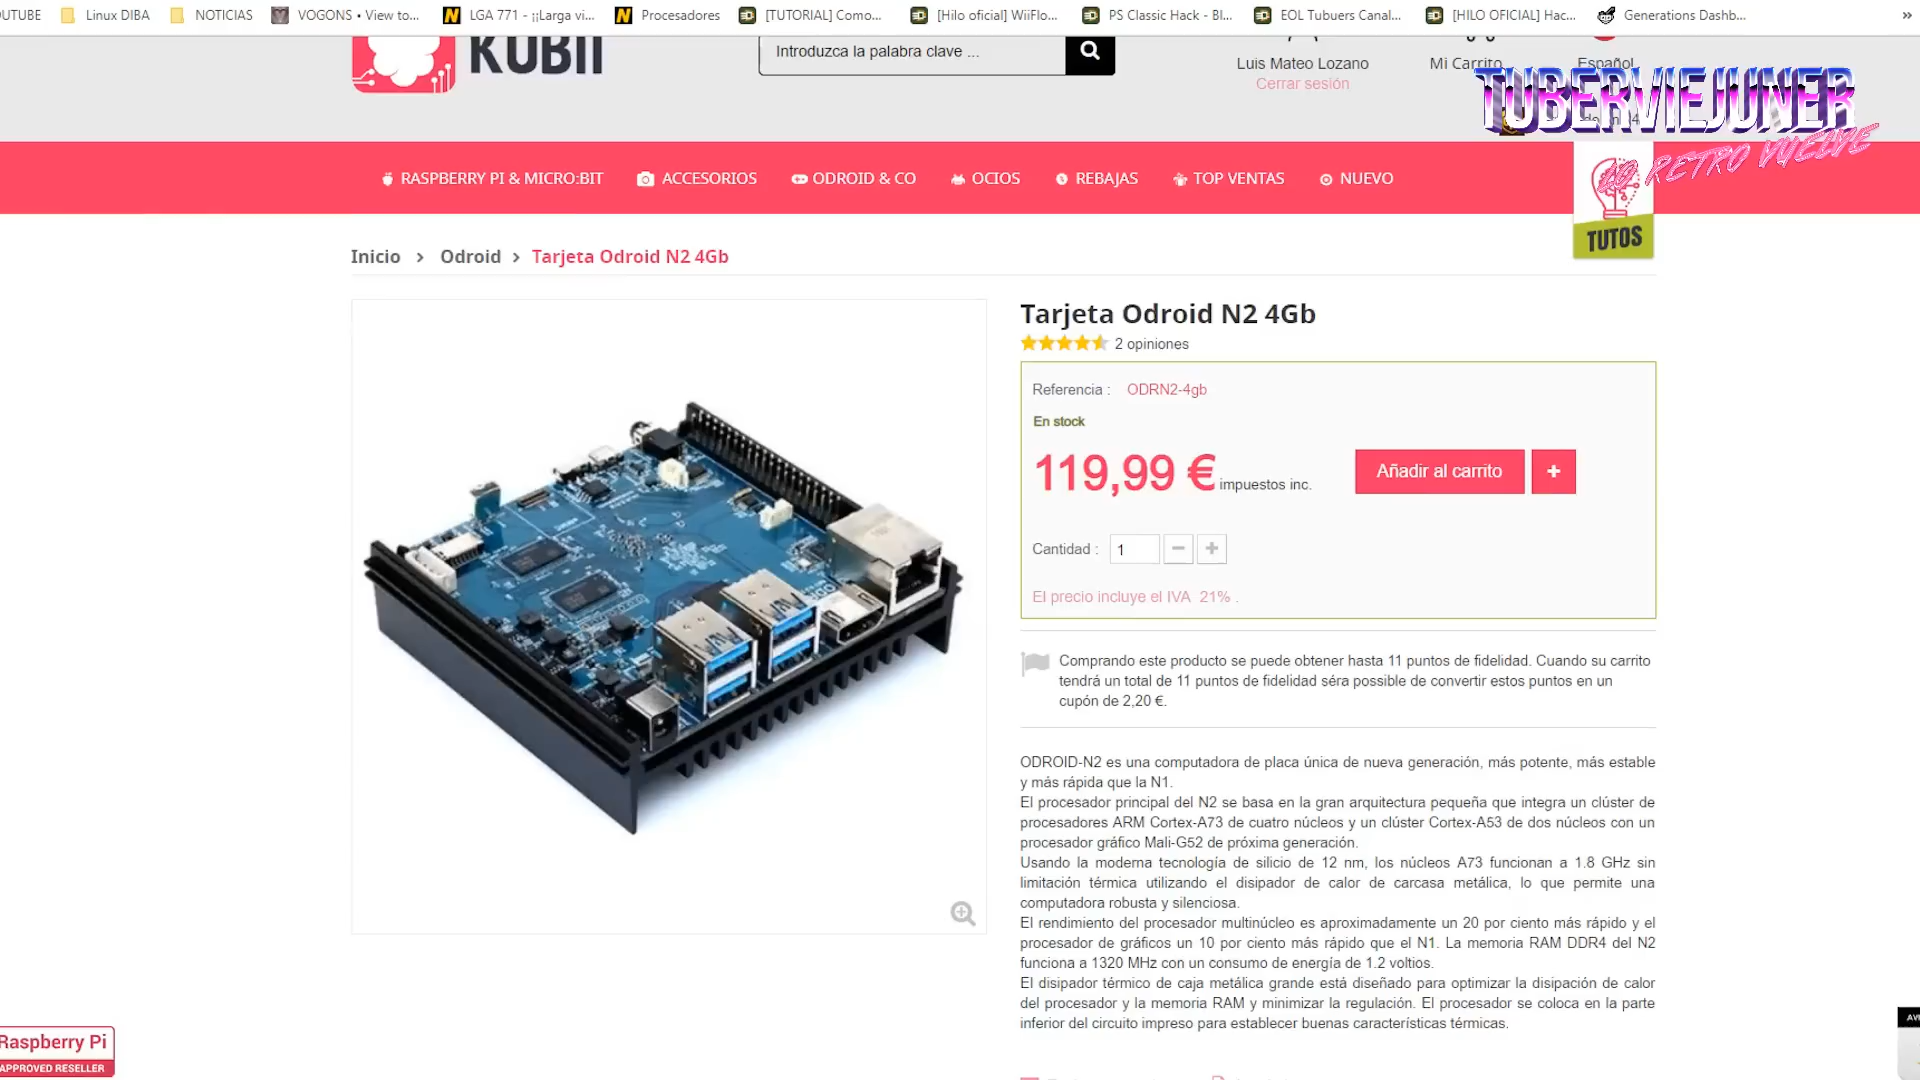 OUTUBE
Linux DIBA
NOTICIAS
VOGONS • View to...
LGA 771 - ¡¡Larga vi...
Procesadores
[TUTORIAL] Como...
[Hilo oficial] WiiFlo...
PS Classic Hack - Bl...
EOL Tubuers Canal...
[HILO OFICIAL] Hac...
Generations Dashb...
»
KUBII
Introduzca la palabra clave ...
Luis Mateo Lozano
Cerrar sesión
Mi Carrito
Español
TUBERVIEJUNER
LO RETRO VUELVE
RASPBERRY PI & MICRO:BIT
ACCESORIOS
ODROID & CO
OCIOS
REBAJAS
TOP VENTAS
NUEVO
TUTOS
Inicio > Odroid > Tarjeta Odroid N2 4Gb
Tarjeta Odroid N2 4Gb
2 opiniones
Referencia : ODRN2-4gb
En stock
119,99 € impuestos inc.
Añadir al carrito
+
Cantidad : 1
El precio incluye el IVA 21% .
Comprando este producto se puede obtener hasta 11 puntos de fidelidad. Cuando su carrito
tendrá un total de 11 puntos de fidelidad séra possible de convertir estos puntos en un
cupón de 2,20 €.
ODROID-N2 es una computadora de placa única de nueva generación, más potente, más estable
y más rápida que la N1.
El procesador principal del N2 se basa en la gran arquitectura pequeña que integra un clúster de
procesadores ARM Cortex-A73 de cuatro núcleos y un clúster Cortex-A53 de dos núcleos con un
procesador gráfico Mali-G52 de próxima generación.
Usando la moderna tecnología de silicio de 12 nm, los núcleos A73 funcionan a 1.8 GHz sin
limitación térmica utilizando el disipador de calor de carcasa metálica, lo que permite una
computadora robusta y silenciosa.
El rendimiento del procesador multinúcleo es aproximadamente un 20 por ciento más rápido y el
procesador de gráficos un 10 por ciento más rápido que el N1. La memoria RAM DDR4 del N2
funciona a 1320 MHz con un consumo de energía de 1.2 voltios.
El disipador térmico de caja metálica grande está diseñado para optimizar la disipación de calor
del procesador y la memoria RAM y minimizar la regulación. El procesador se coloca en la parte
inferior del circuito impreso para establecer buenas características térmicas.
Raspberry Pi
APPROVED RESELLER